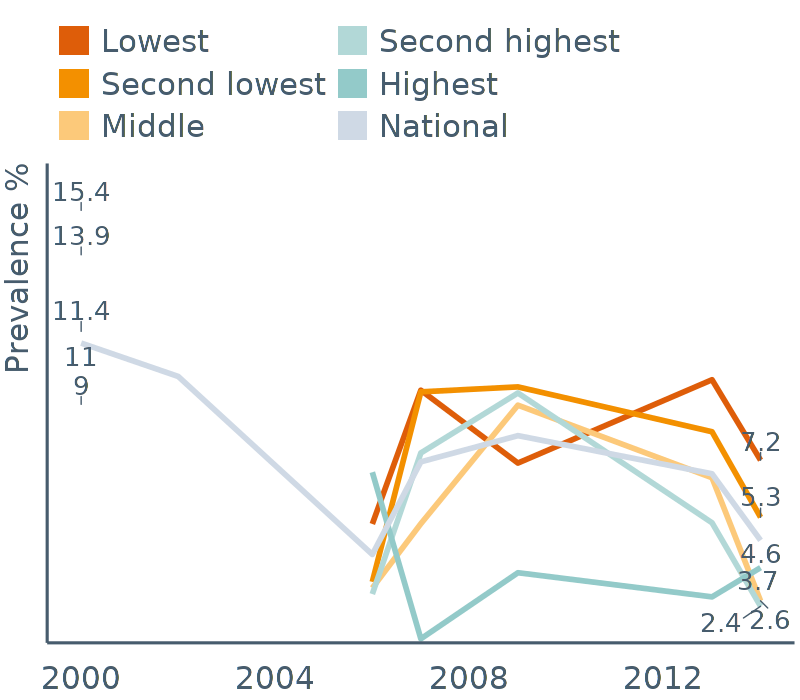 Lowest Second highest
Second lowest Highest
Middle National
Prevalence %
15.4
13.9
11.4
11
9
7.2
5.3
4.6
3.7
2.4 2.6
2000 2004 2008 2012